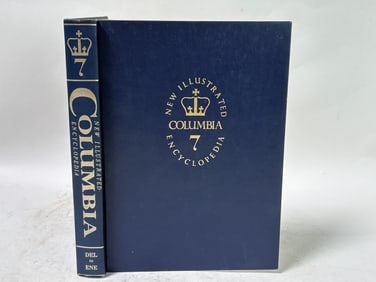 7
NEW ILLUSTRATED
COLUMBIA
ENCYCLOPEDIA
DEL
TO
ENE
NEW ILLUSTRATED
COLUMBIA
7
ENCYCLOPEDIA